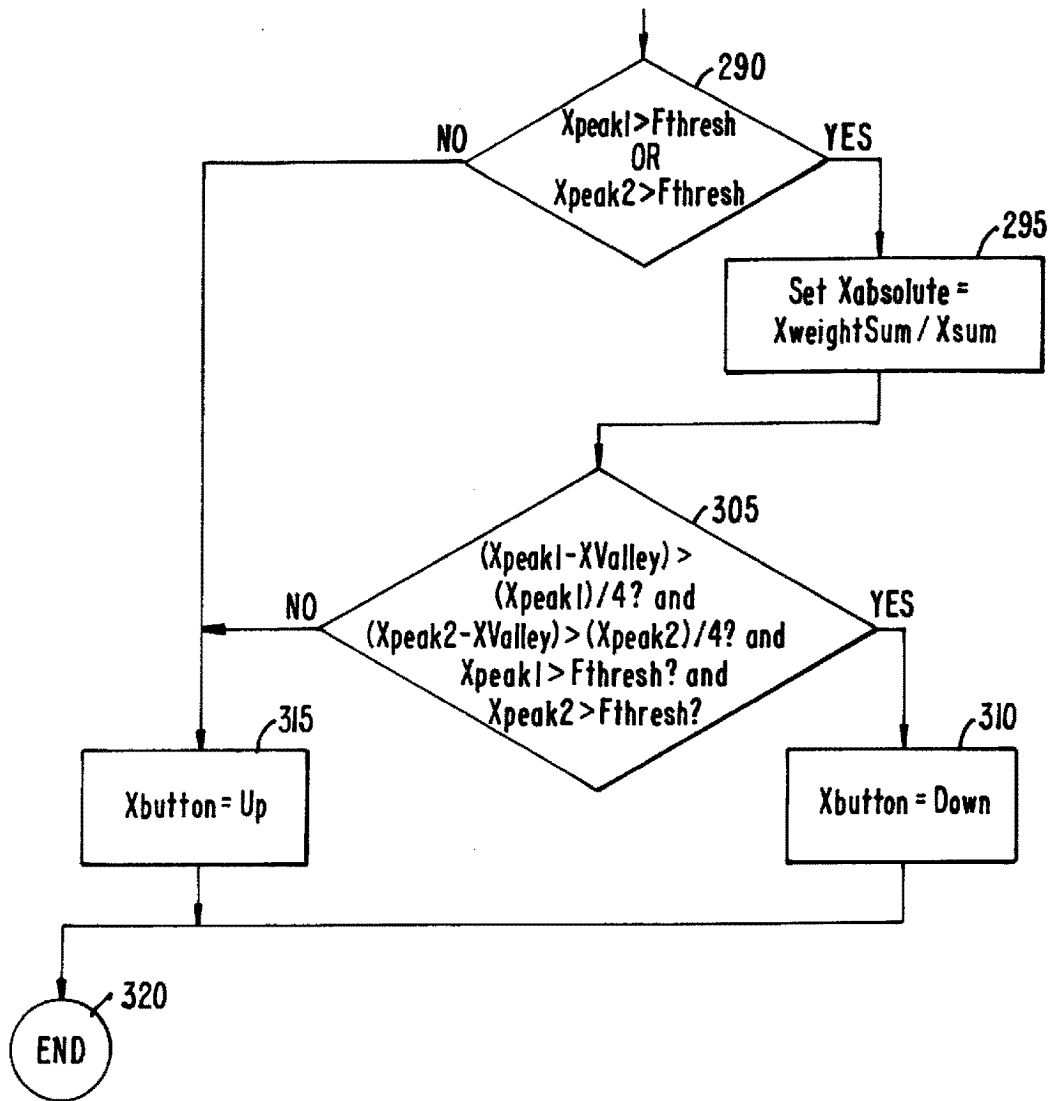 290
Xpeak1>Fthresh
OR
Xpeak2>Fthresh
NO
YES
295
Set Xabsolute =
XweightSum / Xsum
305
(Xpeak1-XValley) >
(Xpeak1)/4? and
(Xpeak2-XValley) > (Xpeak2)/4? and
Xpeak1>Fthresh? and
Xpeak2>Fthresh?
NO
YES
315
Xbutton = Up
310
Xbutton = Down
320
END